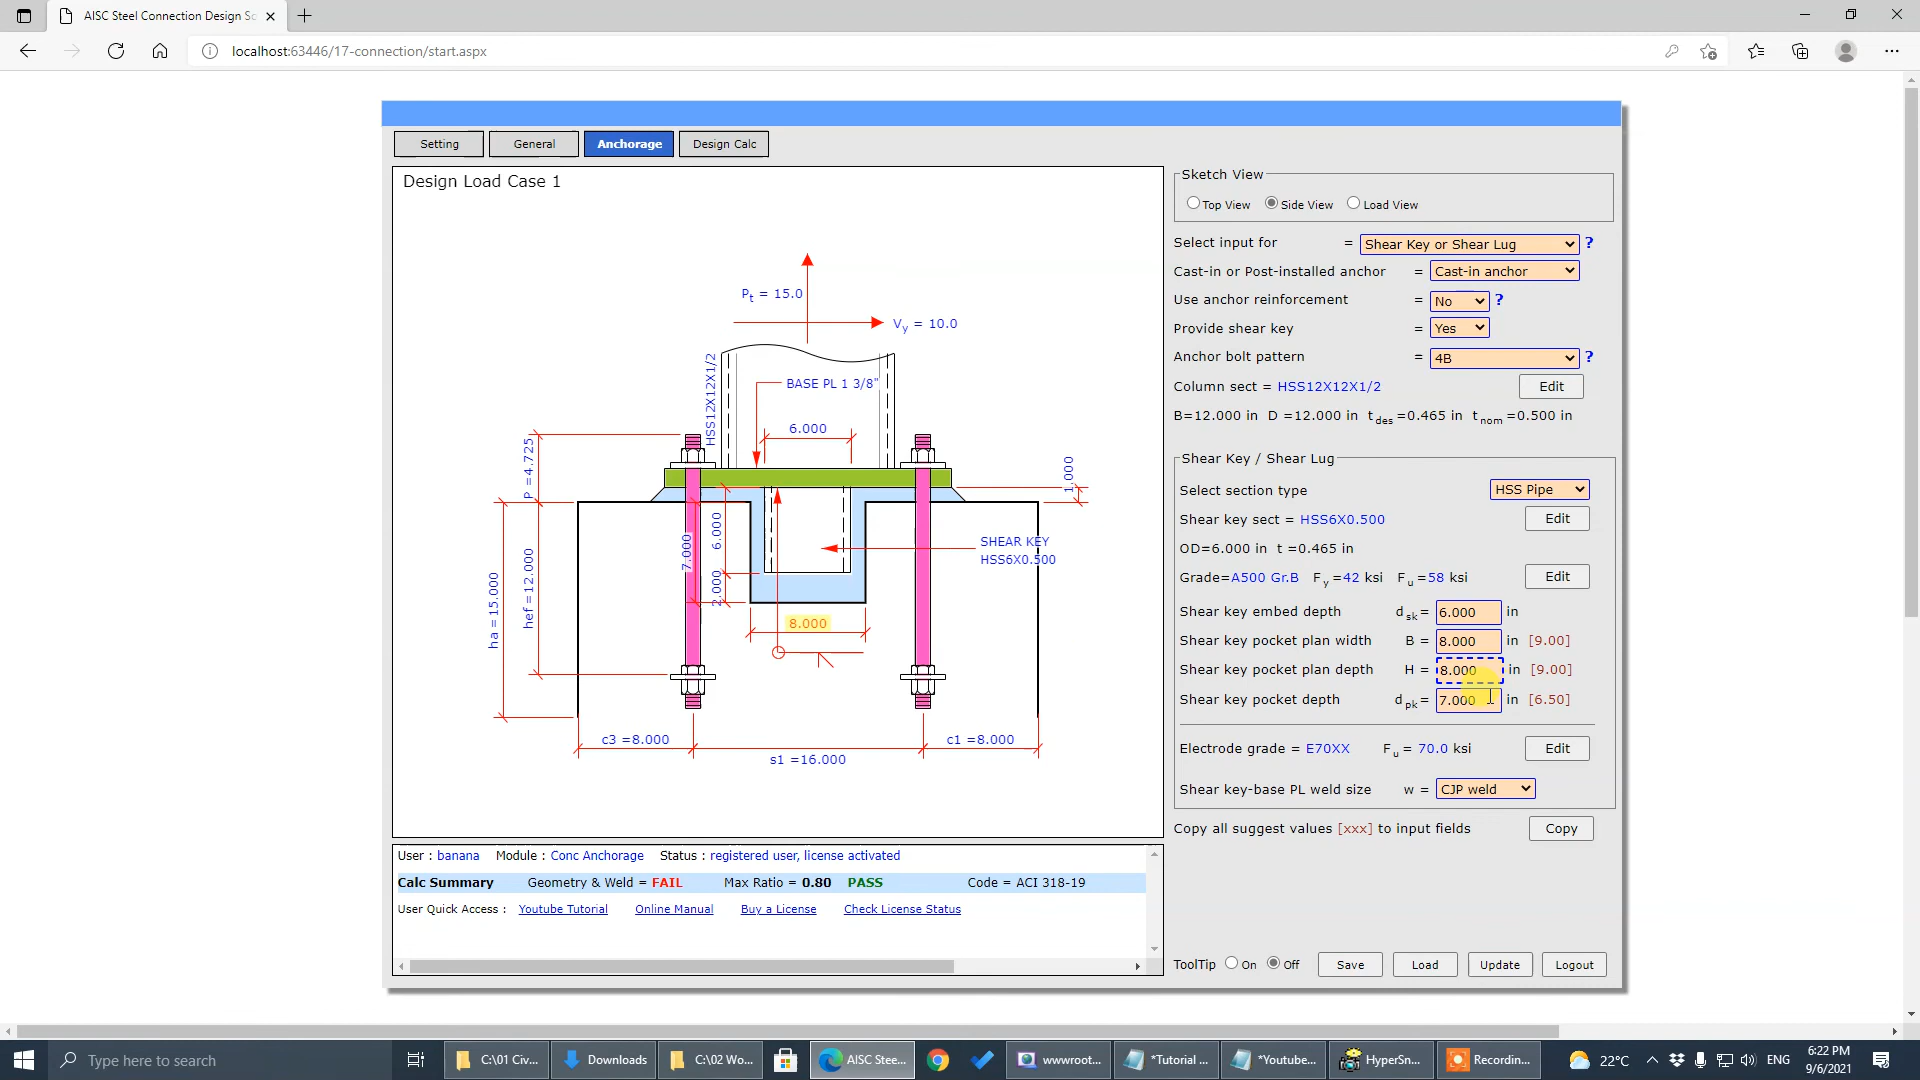 AISC Steel Connection Design So
localhost:63446/17-connection/start.aspx
Setting
General
Anchorage
Design Calc
Design Load Case 1
Pt = 15.0
Vy = 10.0
HSS12X12X1/2
BASE PL 1 3/8"
6.000
P =4.725
1.000
7.000
6.000
2.000
SHEAR KEY
HSS6X0.500
hef =12.000
ha =15.000
8.000
c3 =8.000
s1 =16.000
c1 =8.000
Sketch View
Top View
Side View
Load View
Select input for = Shear Key or Shear Lug ?
Cast-in or Post-installed anchor = Cast-in anchor
Use anchor reinforcement = No ?
Provide shear key = Yes
Anchor bolt pattern = 4B ?
Column sect = HSS12X12X1/2 Edit
B=12.000 in D =12.000 in tdes =0.465 in tnom =0.500 in
Shear Key / Shear Lug
Select section type HSS Pipe
Shear key sect = HSS6X0.500 Edit
OD=6.000 in t =0.465 in
Grade=A500 Gr.B Fy =42 ksi Fu =58 ksi Edit
Shear key embed depth dsk = 6.000 in
Shear key pocket plan width B = 8.000 in [9.00]
Shear key pocket plan depth H = 8.000 in [9.00]
Shear key pocket depth dpk = 7.000 in [6.50]
Electrode grade = E70XX Fu = 70.0 ksi Edit
Shear key-base PL weld size w = CJP weld
Copy all suggest values [xxx] to input fields Copy
User : banana Module : Conc Anchorage Status : registered user, license activated
Calc Summary Geometry & Weld = FAIL Max Ratio = 0.80 PASS Code = ACI 318-19
User Quick Access : Youtube Tutorial Online Manual Buy a License Check License Status
ToolTip On Off Save Load Update Logout
Type here to search
C:\01 Civ...
Downloads
C:\02 Wo...
AISC Stee...
wwwroot...
*Tutorial ...
*Youtube...
HyperSn...
Recordin...
22°C
ENG
6:22 PM
9/6/2021